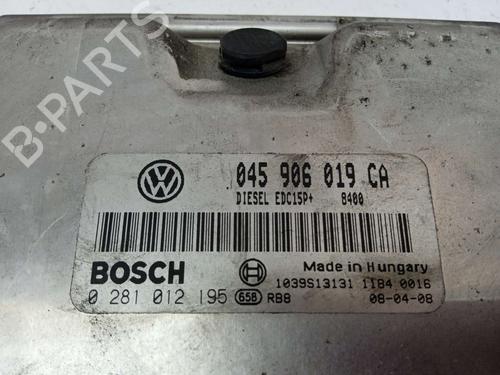 B-PARTS
045 906 019 CA
DIESEL EDC15P+ 8400
BOSCH
Made in Hungary
1039S13131 1184 0016
0 281 012 195 658 RB8 08-04-08